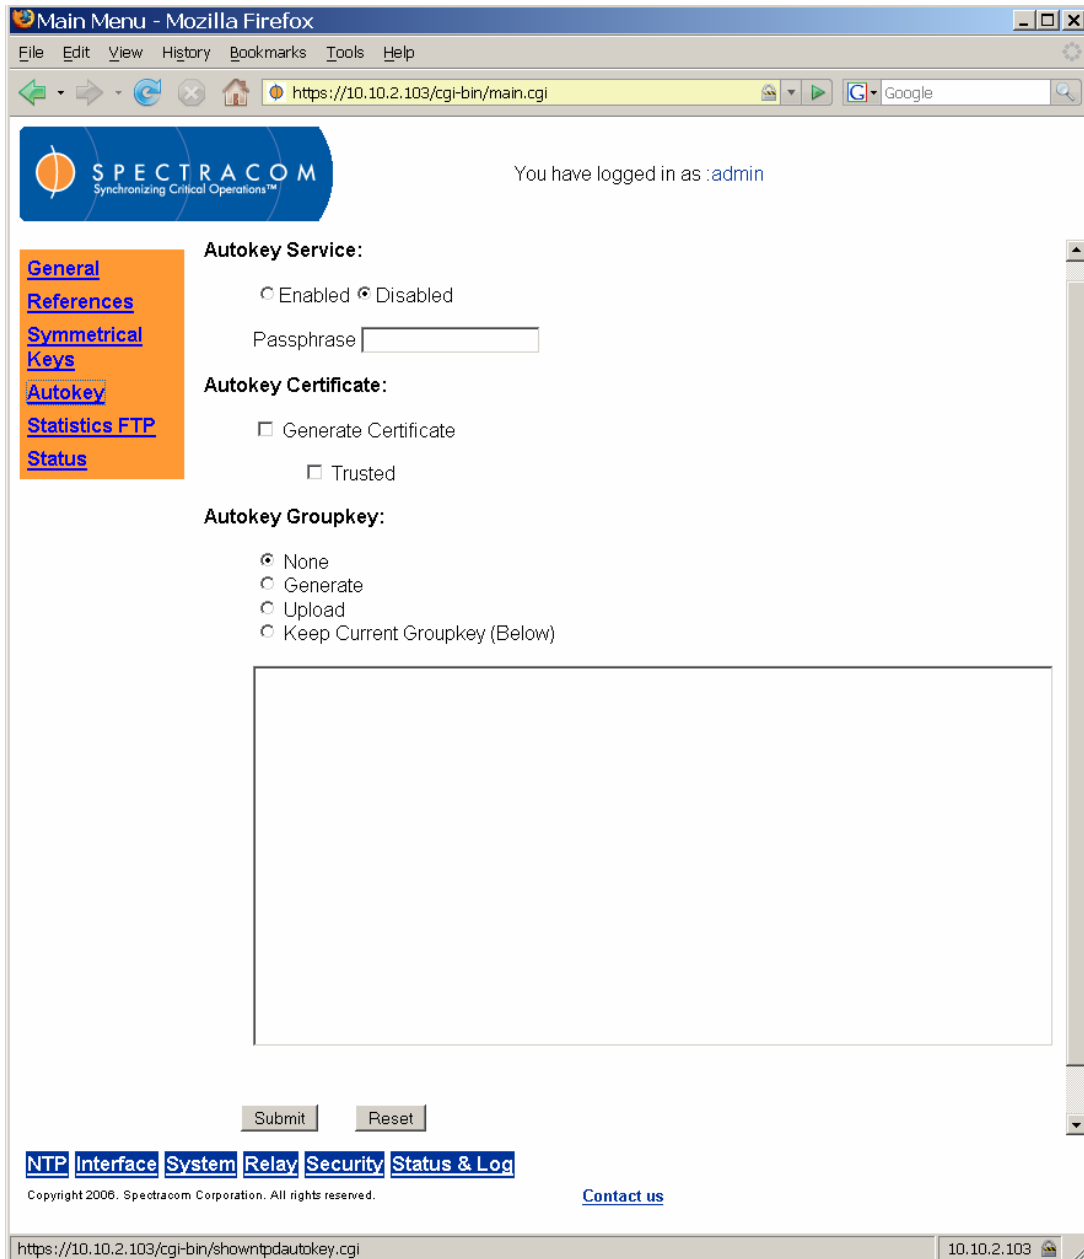 Main Menu - Mozilla Firefox
File Edit View History Bookmarks Tools Help
https://10.10.2.103/cgi-bin/main.cgi
G Google
SPECTRACOM
Synchronizing Critical Operations™
You have logged in as :admin
General
References
Symmetrical
Keys
Autokey
Statistics FTP
Status
Autokey Service:
Enabled Disabled
Passphrase
Autokey Certificate:
Generate Certificate
Trusted
Autokey Groupkey:
None
Generate
Upload
Keep Current Groupkey (Below)
Submit Reset
NTP Interface System Relay Security Status & Log
Copyright 2006. Spectracom Corporation. All rights reserved.
Contact us
https://10.10.2.103/cgi-bin/showntpdautokey.cgi
10.10.2.103